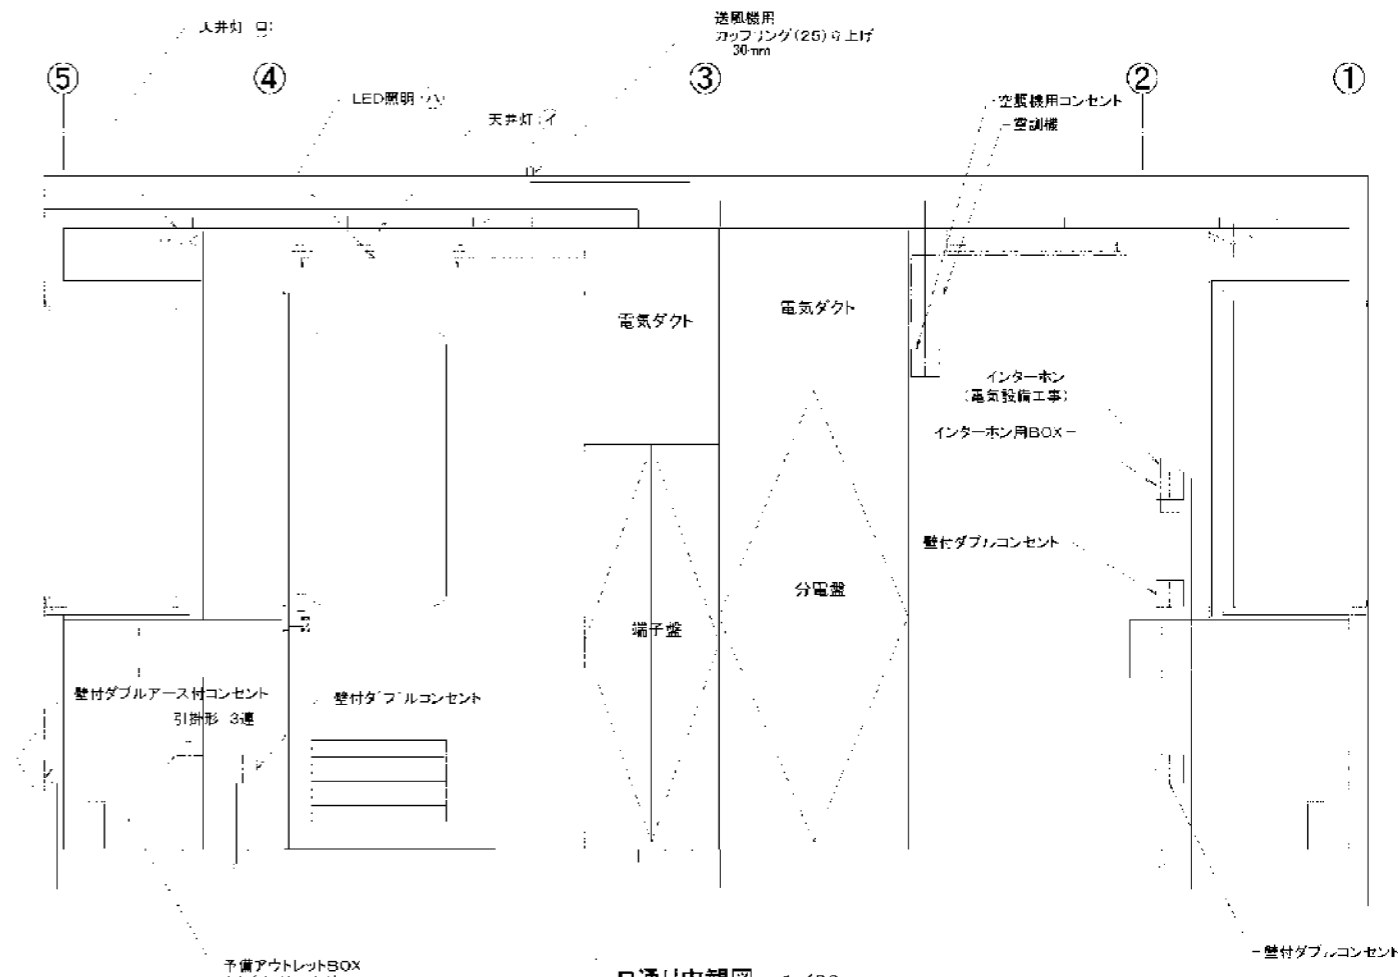 天井灯 ロ
送風機用
カップリング(25)立上げ
30mm
⑤
④
③
②
①
LED照明 ハ
天井灯 イ
空調機用コンセント
空調機
電気ダクト
電気ダクト
インターホン
(電気設備工事)
インターホン用BOX
壁付ダブルコンセント
分電盤
端子盤
壁付ダブルアース付コンセント
引掛形 3連
壁付ダブルコンセント
壁付ダブルコンセント
予備アウトレットBOX
通り内観図